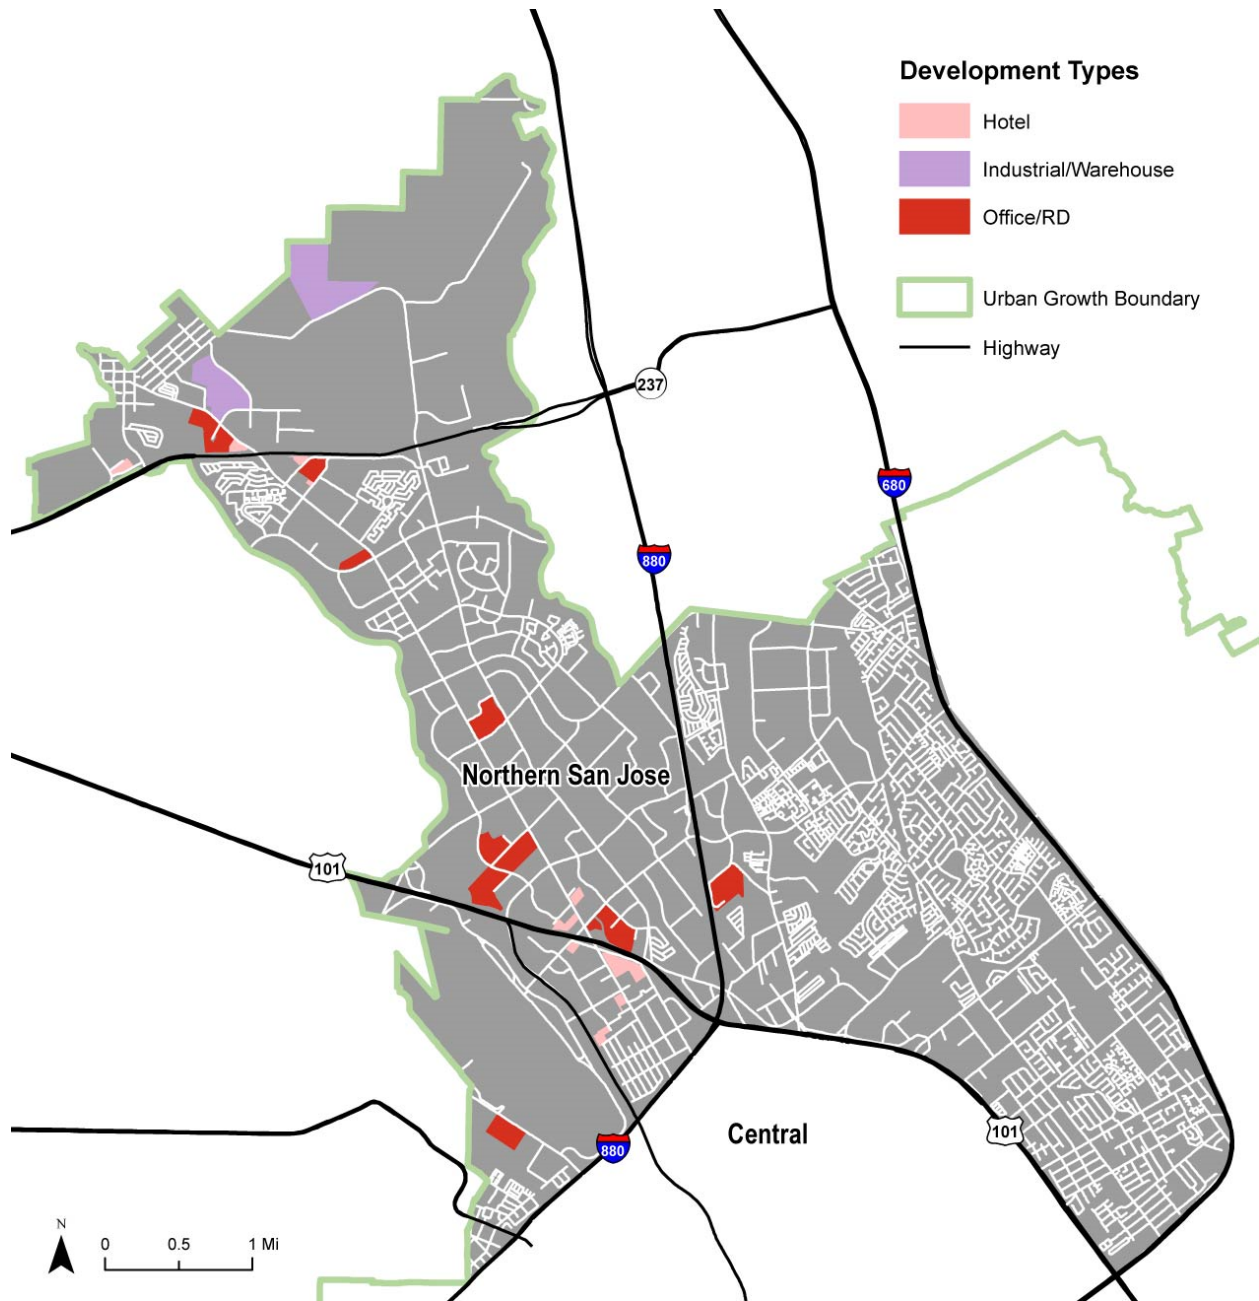 Development Types
Hotel
Industrial/Warehouse
Office/RD
Urban Growth Boundary
Highway
237
680
880
Northern San Jose
101
Central
101
880
N
0 0.5 1 Mi